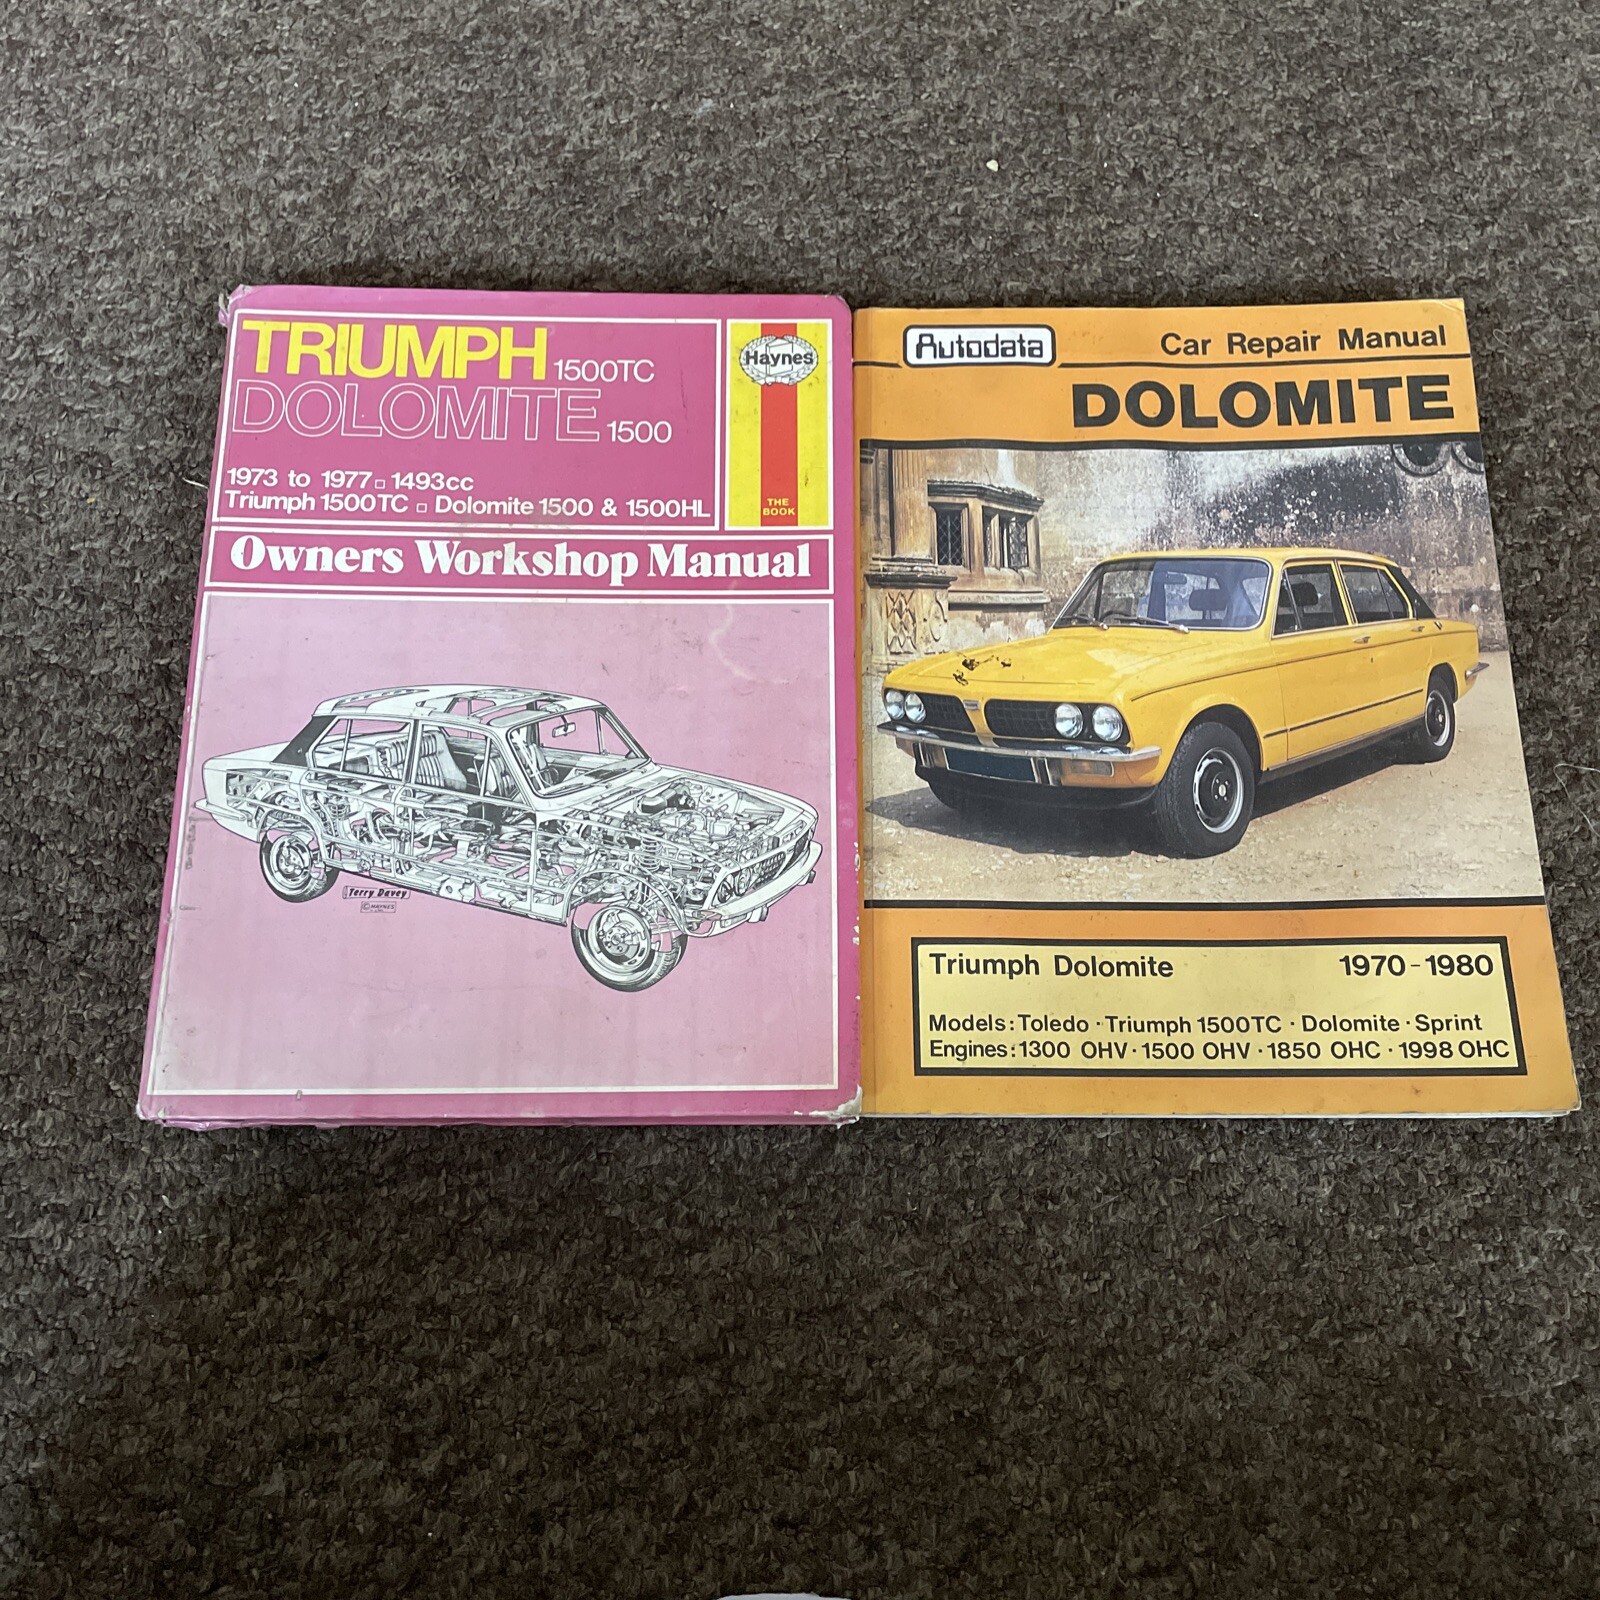 TRIUMPH 1500TC
DOLOMITE 1500
1973 to 1977 □ 1493cc
Triumph 1500TC □ Dolomite 1500 & 1500HL
Haynes
THE
BOOK
Owners Workshop Manual
Terry Davey
© HAYNES
Autodata
Car Repair Manual
DOLOMITE
Triumph Dolomite 1970-1980
Models: Toledo · Triumph 1500TC · Dolomite · Sprint
Engines: 1300 OHV · 1500 OHV · 1850 OHC · 1998 OHC